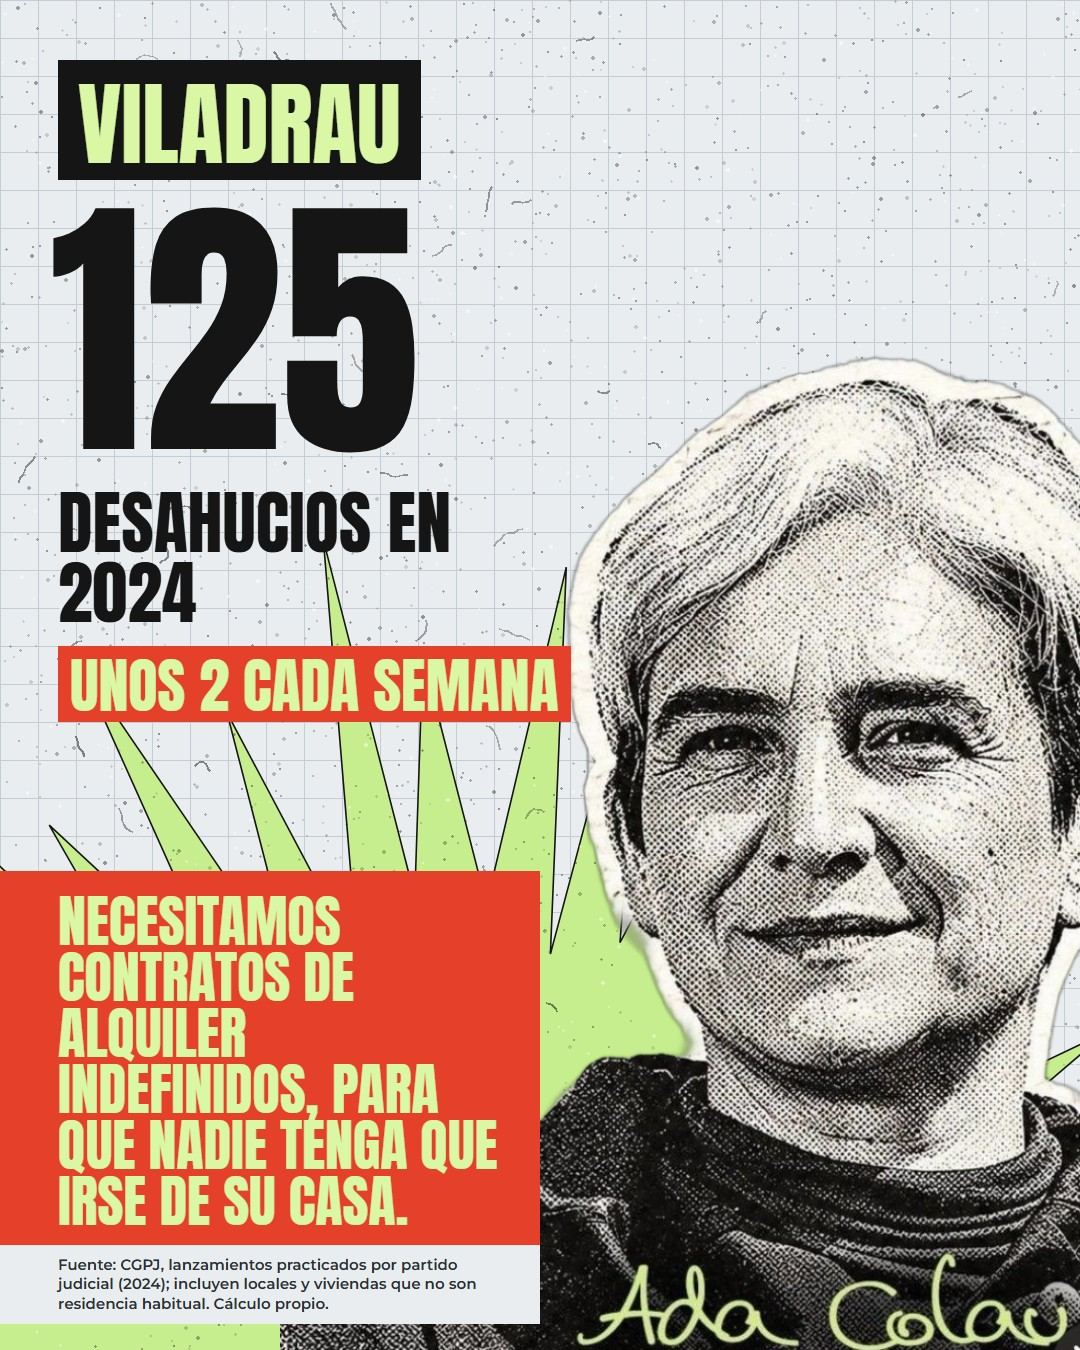 VILADRAU
125
DESAHUCIOS EN
2024
UNOS 2 CADA SEMANA
NECESITAMOS
CONTRATOS DE
ALQUILER
INDEFINIDOS, PARA
QUE NADIE TENGA QUE
IRSE DE SU CASA.
Fuente: CGPJ, lanzamientos practicados por partido
judicial (2024); incluyen locales y viviendas que no son
residencia habitual. Cálculo propio.
Ada Colau